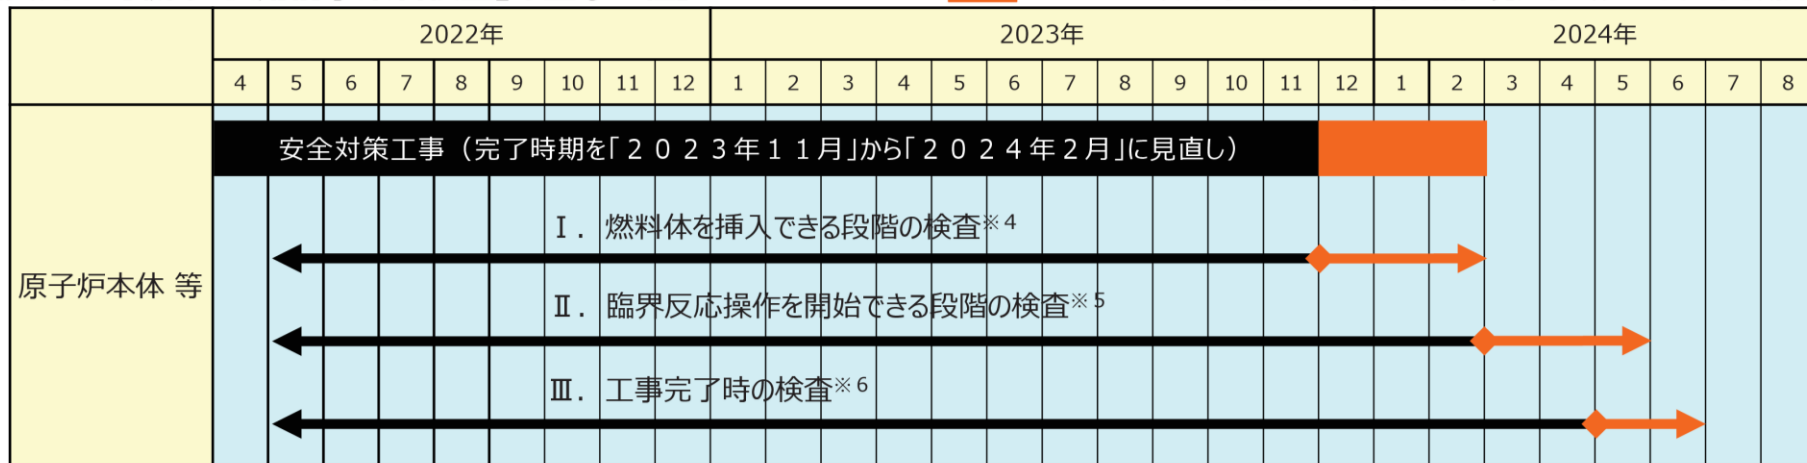 2022年 2023年 2024年
4 5 6 7 8 9 10 11 12 1 2 3 4 5 6 7 8 9 10 11 12 1 2 3 4 5 6 7 8
安全対策工事（完了時期を「２０２３年１１月」から「２０２４年２月」に見直し）
Ⅰ．燃料体を挿入できる段階の検査※4
原子炉本体 等
Ⅱ．臨界反応操作を開始できる段階の検査※5
Ⅲ．工事完了時の検査※6